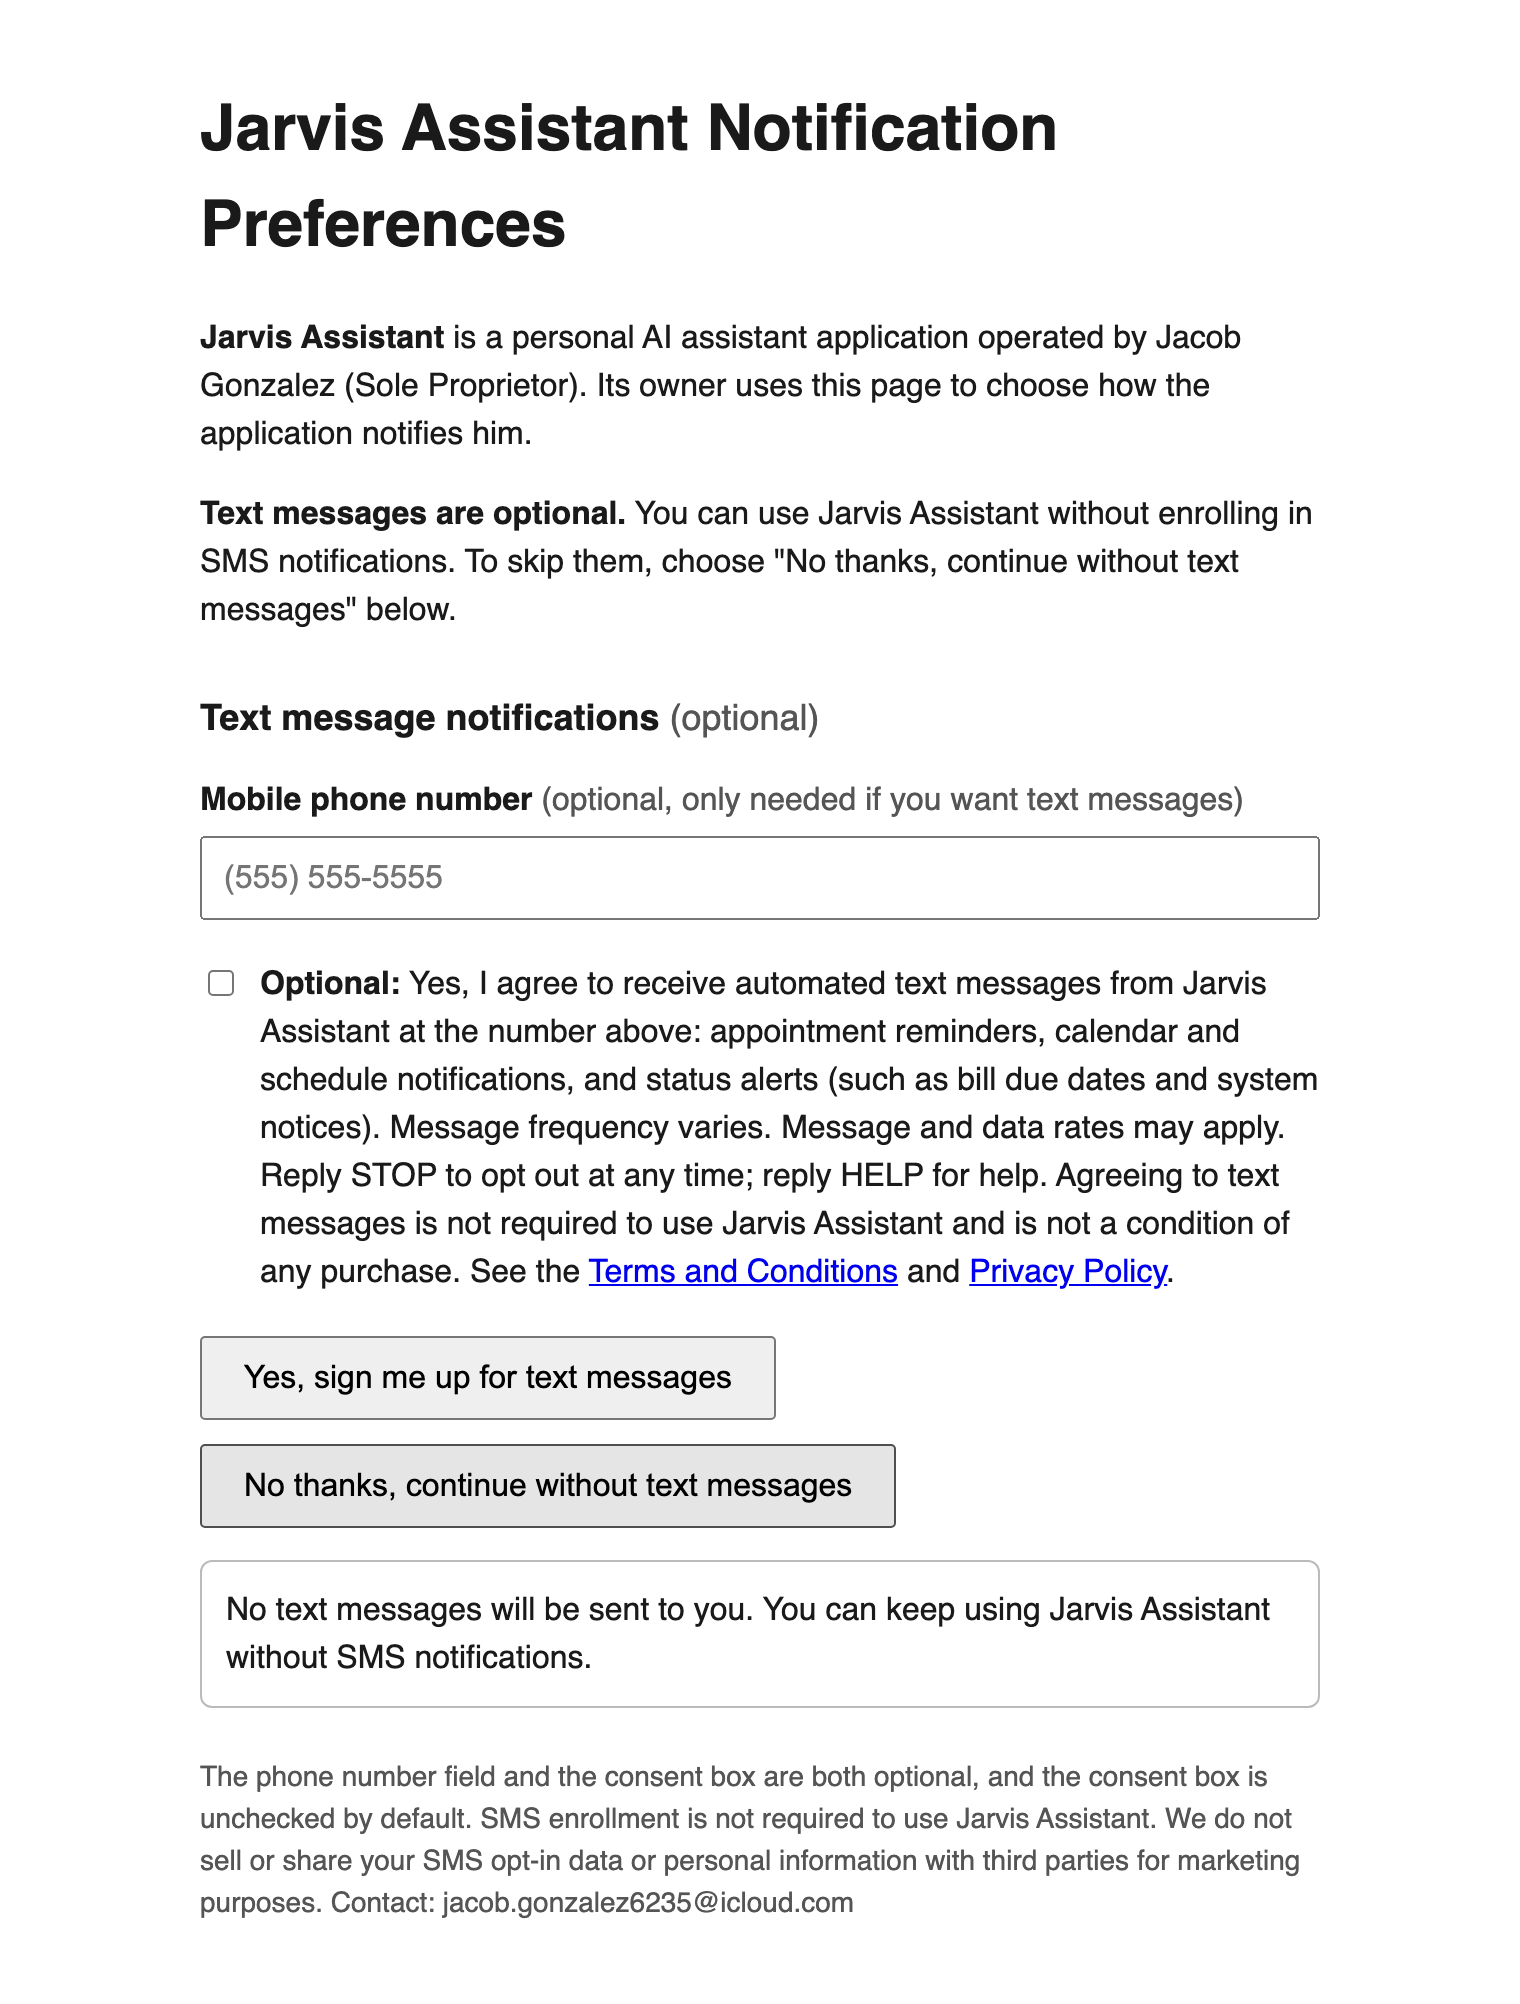 Jarvis Assistant Notification
Preferences
Jarvis Assistant is a personal AI assistant application operated by Jacob
Gonzalez (Sole Proprietor). Its owner uses this page to choose how the
application notifies him.
Text messages are optional. You can use Jarvis Assistant without enrolling in
SMS notifications. To skip them, choose "No thanks, continue without text
messages" below.
Text message notifications (optional)
Mobile phone number (optional, only needed if you want text messages)
(555) 555-5555
Optional: Yes, I agree to receive automated text messages from Jarvis
Assistant at the number above: appointment reminders, calendar and
schedule notifications, and status alerts (such as bill due dates and system
notices). Message frequency varies. Message and data rates may apply.
Reply STOP to opt out at any time; reply HELP for help. Agreeing to text
messages is not required to use Jarvis Assistant and is not a condition of
any purchase. See the Terms and Conditions and Privacy Policy.
Yes, sign me up for text messages
No thanks, continue without text messages
No text messages will be sent to you. You can keep using Jarvis Assistant
without SMS notifications.
The phone number field and the consent box are both optional, and the consent box is
unchecked by default. SMS enrollment is not required to use Jarvis Assistant. We do not
sell or share your SMS opt-in data or personal information with third parties for marketing
purposes. Contact: jacob.gonzalez6235@icloud.com